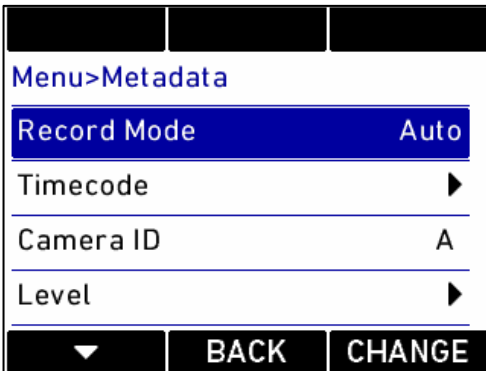 Menu>Metadata
Record Mode Auto
Timecode
Camera ID A
Level
BACK CHANGE